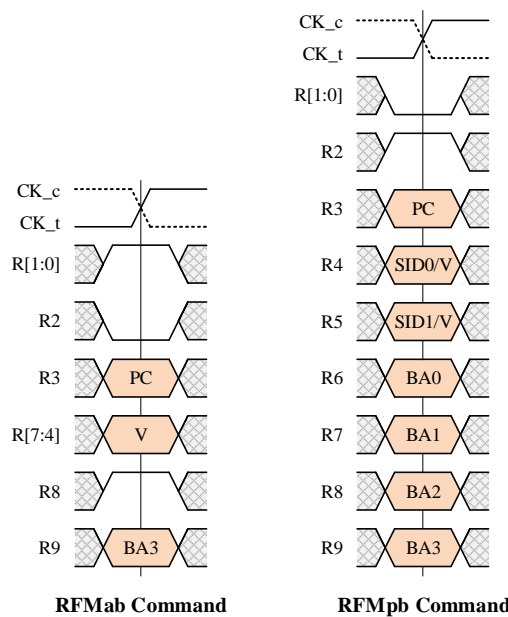 CK_c
CK_t
R[1:0]
R2
R3 PC
R[7:4] V
R8
R9 BA3
RFMab Command
CK_c
CK_t
R[1:0]
R2
R3 PC
R4 SID0/V
R5 SID1/V
R6 BA0
R7 BA1
R8 BA2
R9 BA3
RFMpb Command